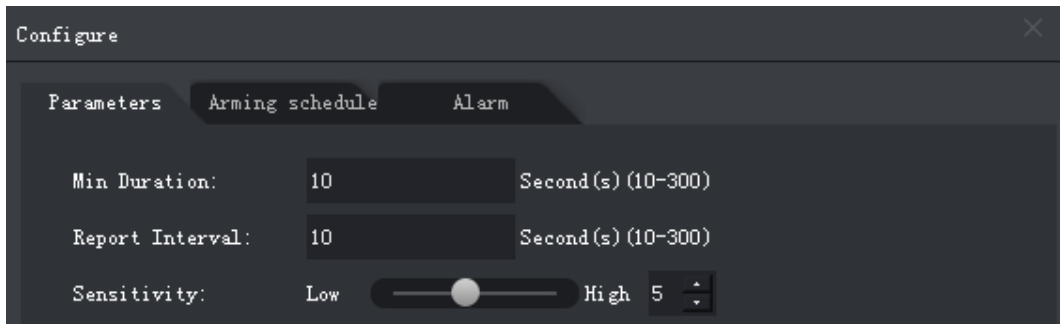 Configure
Parameters Arming schedule Alarm
Min Duration: 10 Second(s)(10-300)
Report Interval: 10 Second(s)(10-300)
Sensitivity: Low High 5